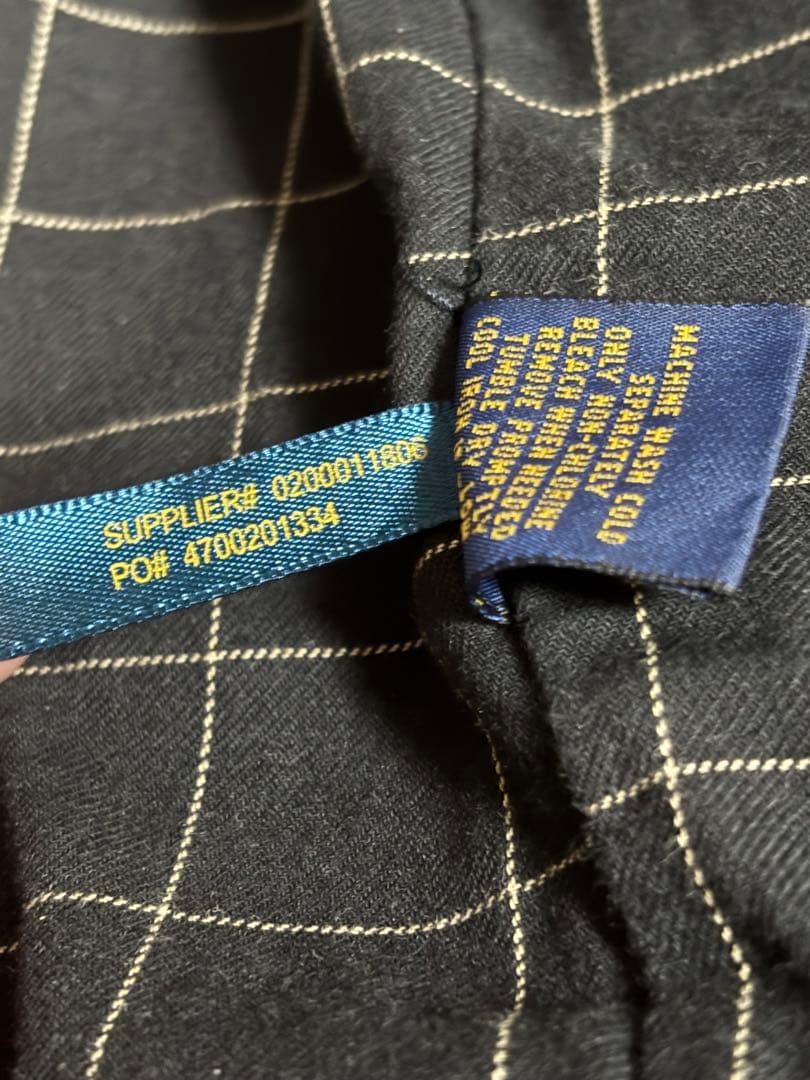 SUPPLIER# 0200011806
PO# 4700201334
MACHINE WASH COLD
SEPARATELY
ONLY NON-CHLORINE
BLEACH WHEN NEEDED
REMOVE PROMPTLY
TUMBLE DRY LOW
COOL IRON